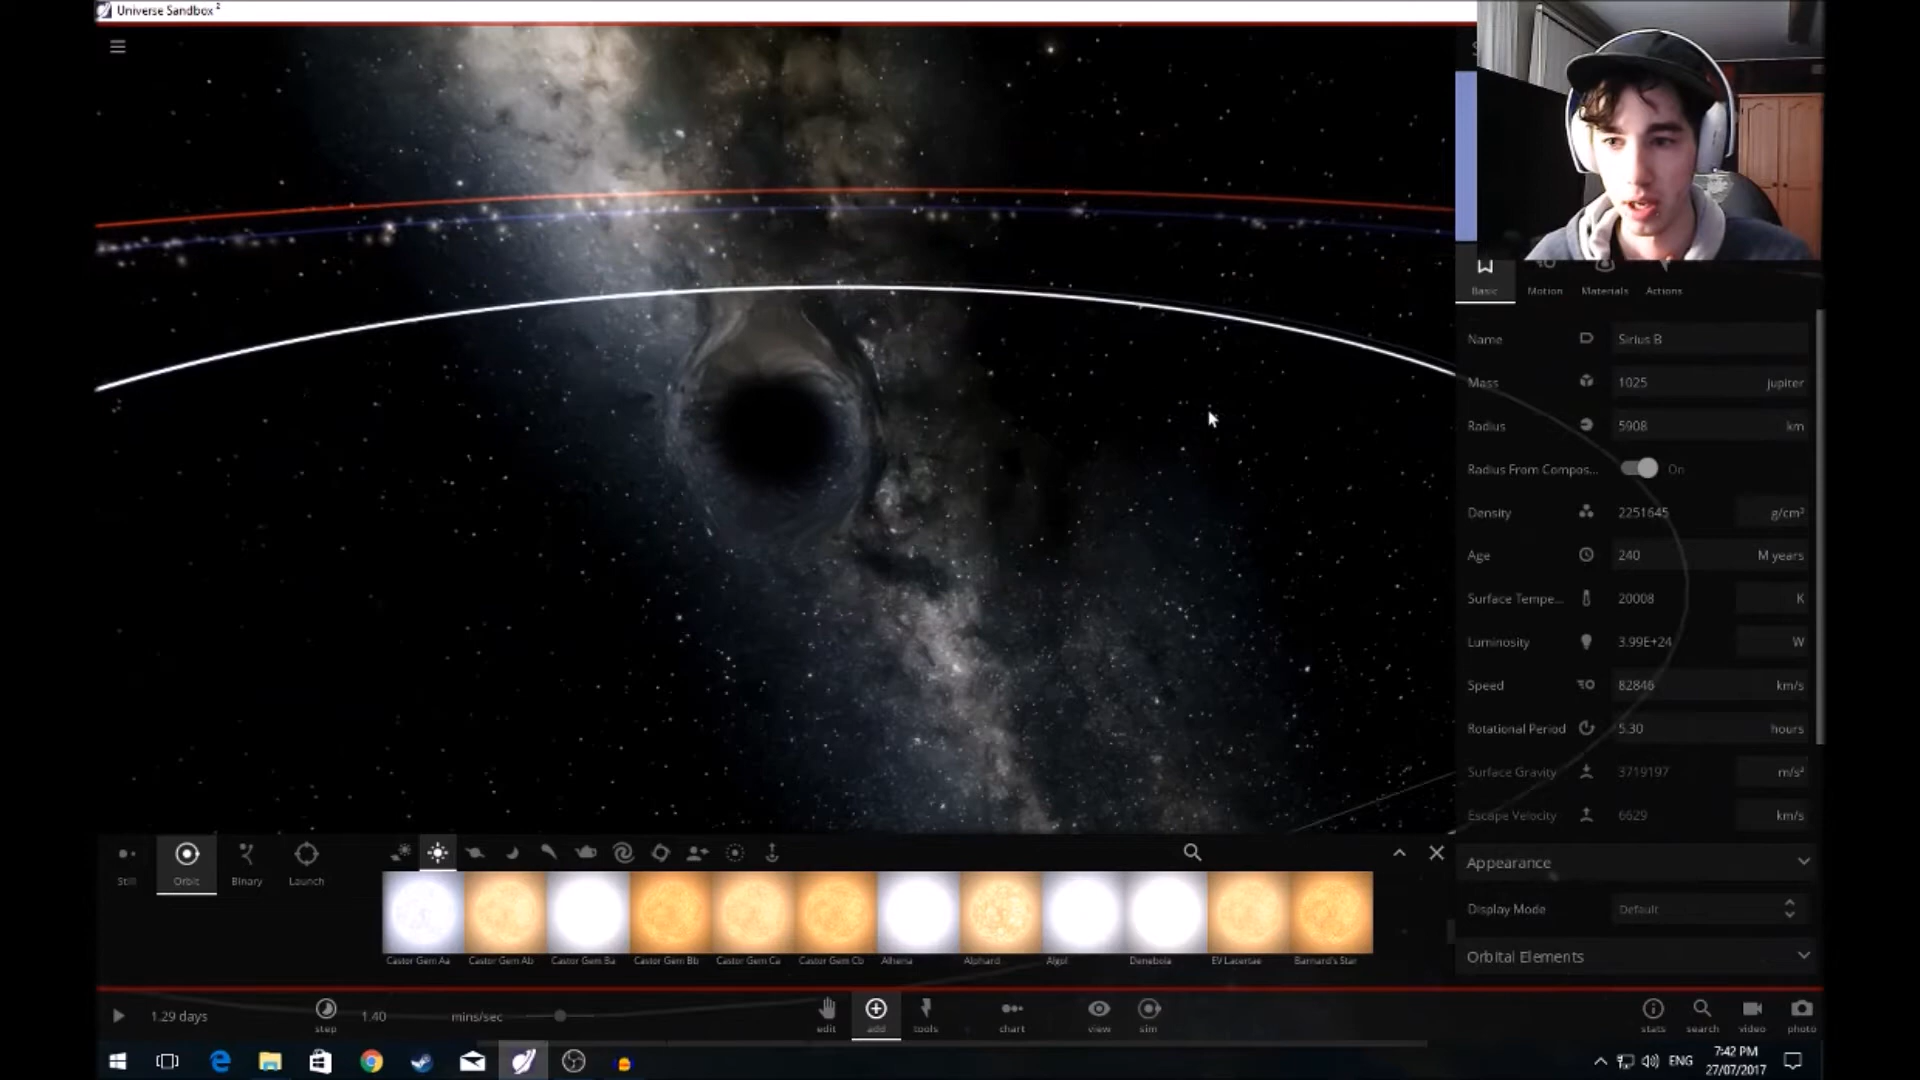 Universe Sandbox ²
Basic
Motion
Materials
Actions
Name
Sirius B
Mass
1025
Jupiter
Radius
5908
km
Radius From Compos...
On
Density
2251645
g/cm³
Age
240
M years
Surface Tempe...
20008
K
Luminosity
3.99E+24
W
Speed
82846
km/s
Rotational Period
5.30
hours
Surface Gravity
3719197
m/s²
Escape Velocity
6629
km/s
Appearance
Display Mode
Default
Orbital Elements
Still
Orbit
Binary
Launch
Castor Gem Aa
Castor Gem Ab
Castor Gem Ba
Castor Gem Bb
Castor Gem Ca
Castor Gem Cb
Alhena
Alphard
Algol
Denebola
EV Lacertae
Barnard's Star
1.29 days
step
1.40
mins/sec
edit
add
tools
chart
view
sim
stats
search
video
photo
ENG
7:42 PM
27/07/2017